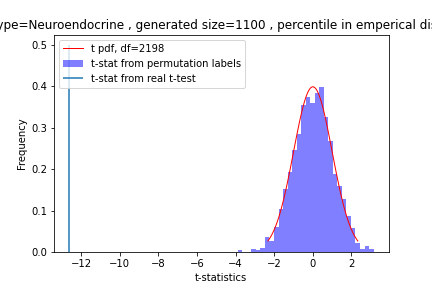 ype=Neuroendocrine , generated size=1100 , percentile in emperical dis
t pdf, df=2198
t-stat from permutation labels
t-stat from real t-test
0.5
0.4
0.3
0.2
0.1
0.0
Frequency
−12 −10 −8 −6 −4 −2 0 2
t-statistics